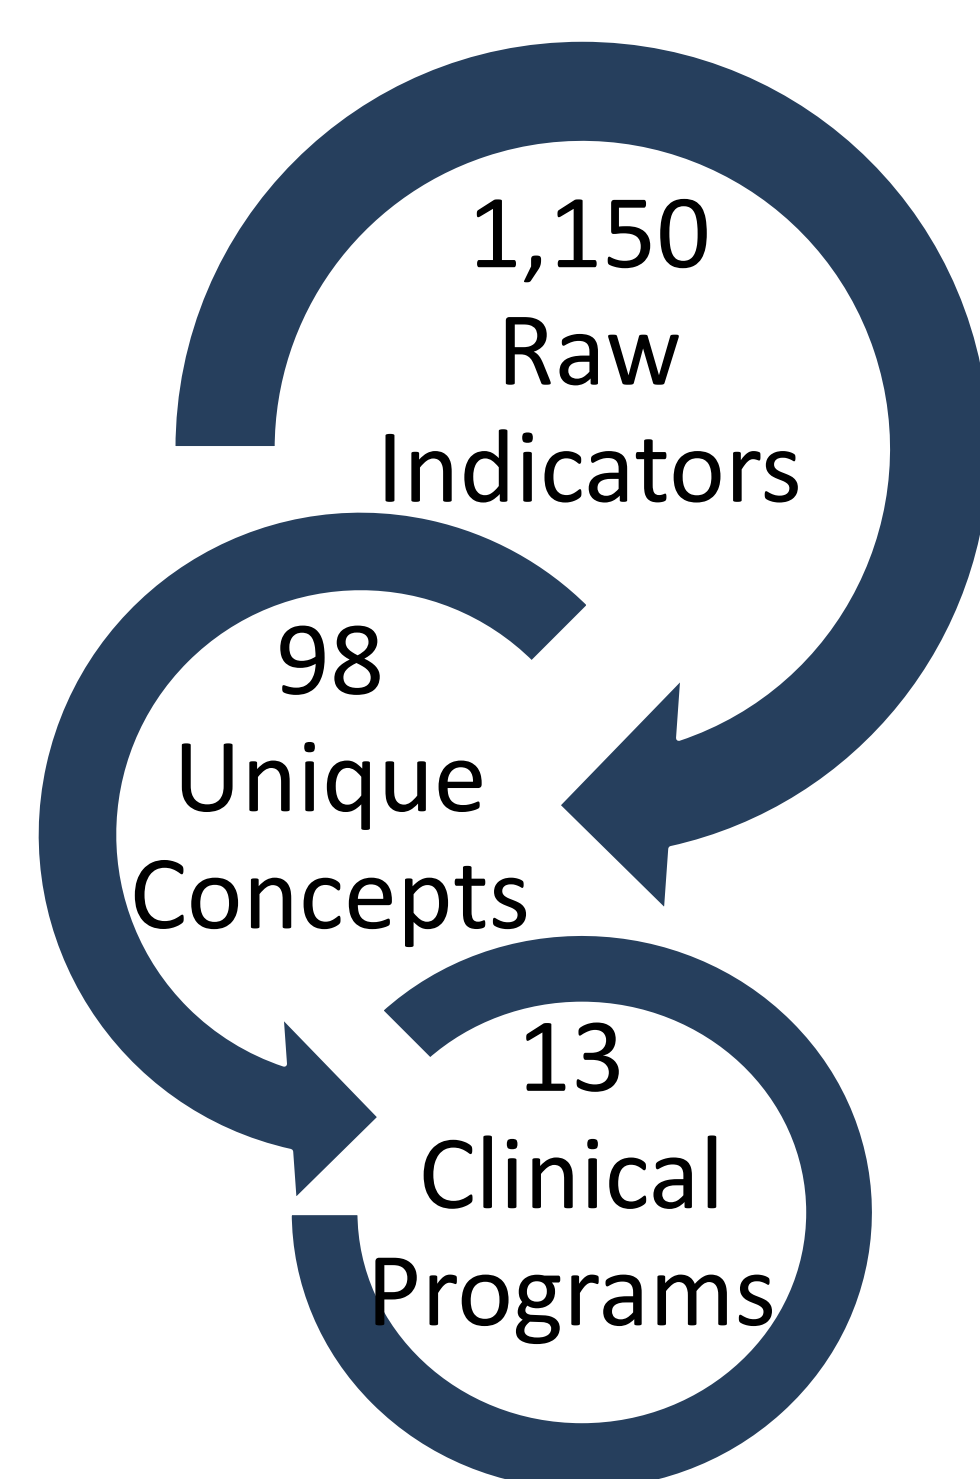 1,150
Raw
Indicators
98
Unique
Concepts
13
Clinical
Programs